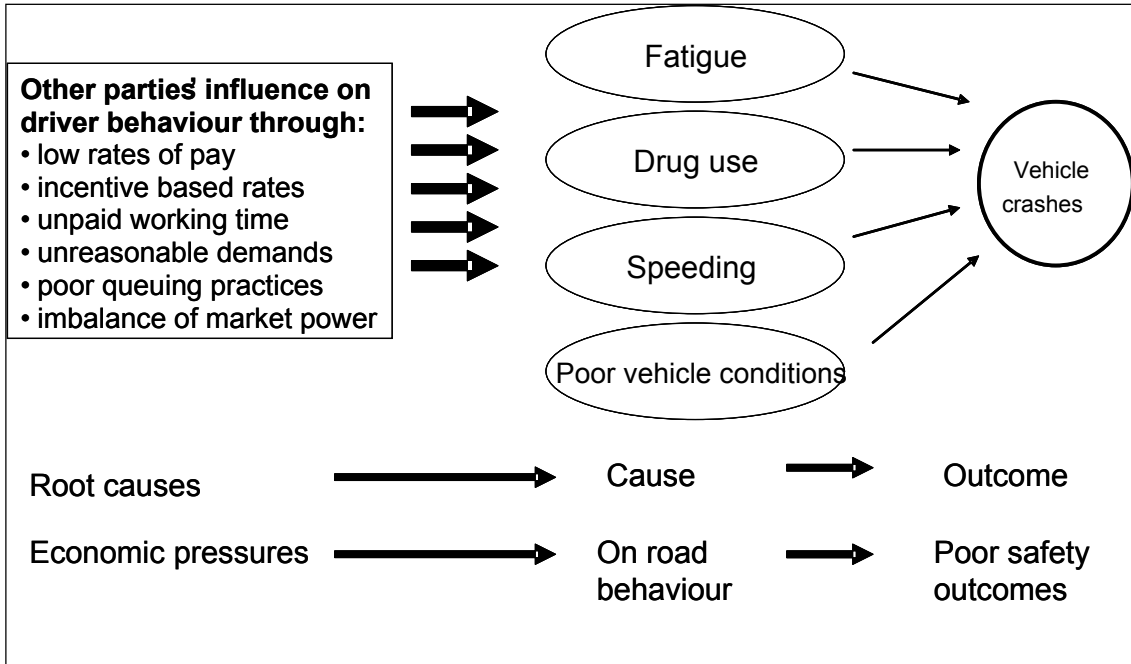 Other parties' influence on
driver behaviour through:
• low rates of pay
• incentive based rates
• unpaid working time
• unreasonable demands
• poor queuing practices
• imbalance of market power
Fatigue
Drug use
Speeding
Poor vehicle conditions
Vehicle
crashes
Root causes
Cause
Outcome
Economic pressures
On road
behaviour
Poor safety
outcomes